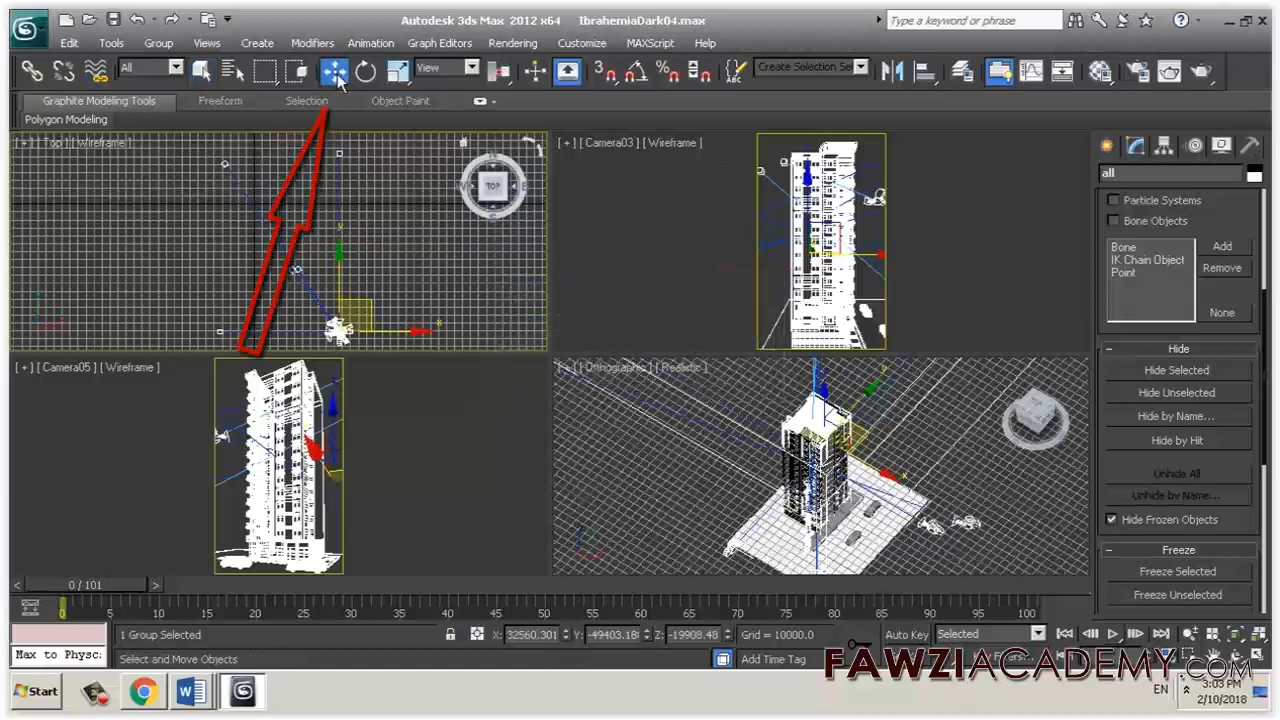 Autodesk 3ds Max 2012 x64 IbrahemiaDark04.max
Type a keyword or phrase
Edit Tools Group Views Create Modifiers Animation Graph Editors Rendering Customize MAXScript Help
All View Create Selection Se
Graphite Modeling Tools Freeform Selection Object Paint
Polygon Modeling
[ + ] [ Top ] [ Wireframe ]
TOP
y
x
[ + ] [ Camera03 ] [ Wireframe ]
[ + ] [ Camera05 ] [ Wireframe ]
[ + ] [ Orthographic ] [ Realistic ]
x
all
Particle Systems
Bone Objects
Bone
IK Chain Object
Point
Add
Remove
None
Hide
Hide Selected
Hide Unselected
Hide by Name...
Hide by Hit
Unhide All
Unhide by Name...
Hide Frozen Objects
Freeze
Freeze Selected
Freeze Unselected
< 0 / 101 >
0 5 10 15 20 25 30 35 40 45 50 55 60 65 70 75 80 85 90 95 100
1 Group Selected X: 32560.301 Y: -49403.18 Z: -19908.48 Grid = 10000.0 Auto Key Selected
Max to Physc Select and Move Objects Add Time Tag
FAWZIACADEMY.COM
Start EN 3:03 PM
2/10/2018